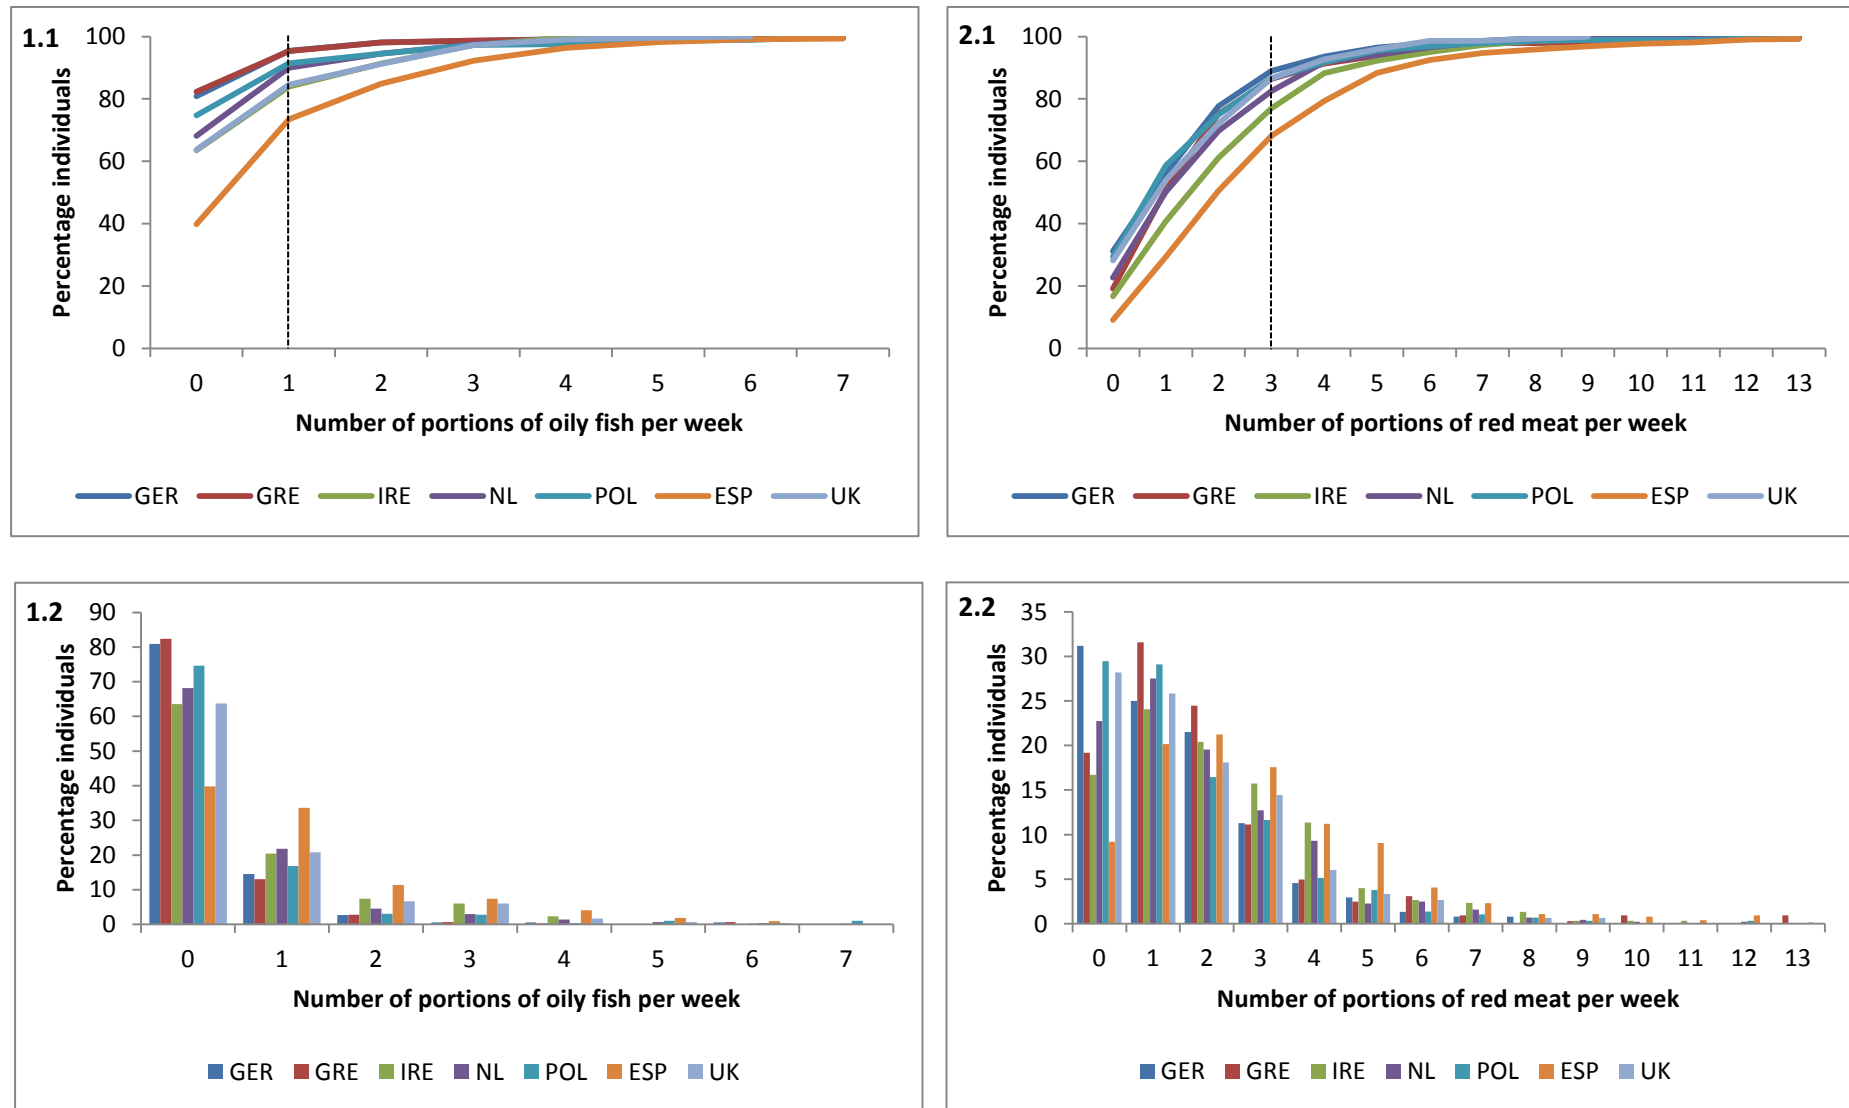 1.1
Percentage individuals
100
80
60
40
20
0
0 1 2 3 4 5 6 7
Number of portions of oily fish per week
GER GRE IRE NL POL ESP UK
2.1
Percentage individuals
100
80
60
40
20
0
0 1 2 3 4 5 6 7 8 9 10 11 12 13
Number of portions of red meat per week
GER GRE IRE NL POL ESP UK
1.2
Percentage individuals
90
80
70
60
50
40
30
20
10
0
0 1 2 3 4 5 6 7
Number of portions of oily fish per week
GER GRE IRE NL POL ESP UK
2.2
Percentage individuals
35
30
25
20
15
10
5
0
0 1 2 3 4 5 6 7 8 9 10 11 12 13
Number of portions of red meat per week
GER GRE IRE NL POL ESP UK